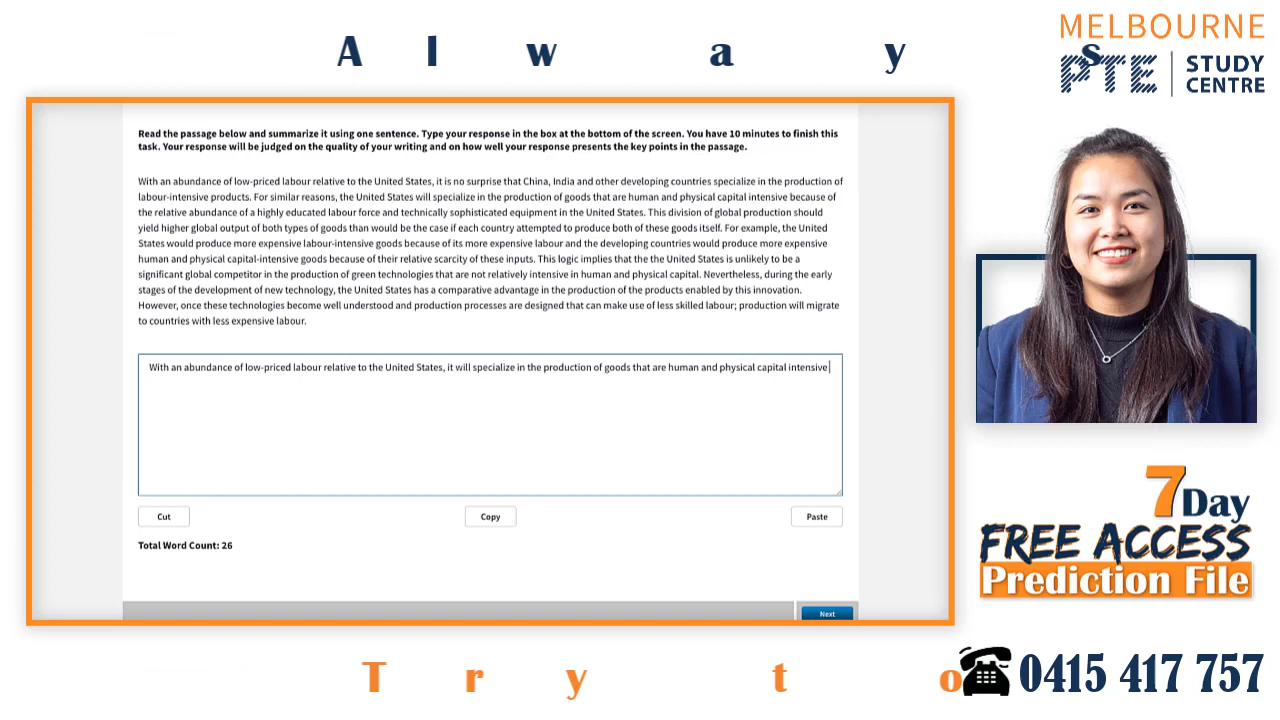 Always
MELBOURNE
PTE STUDY CENTRE
Read the passage below and summarize it using one sentence. Type your response in the box at the bottom of the screen. You have 10 minutes to finish this
task. Your response will be judged on the quality of your writing and on how well your response presents the key points in the passage.
With an abundance of low-priced labour relative to the United States, it is no surprise that China, India and other developing countries specialize in the production of
labour-intensive products. For similar reasons, the United States will specialize in the production of goods that are human and physical capital intensive because of
the relative abundance of a highly educated labour force and technically sophisticated equipment in the United States. This division of global production should
yield higher global output of both types of goods than would be the case if each country attempted to produce both of these goods itself. For example, the United
States would produce more expensive labour-intensive goods because of its more expensive labour and the developing countries would produce more expensive
human and physical capital-intensive goods because of their relative scarcity of these inputs. This logic implies that the the United States is unlikely to be a
significant global competitor in the production of green technologies that are not relatively intensive in human and physical capital. Nevertheless, during the early
stages of the development of new technology, the United States has a comparative advantage in the production of the products enabled by this innovation.
However, once these technologies become well understood and production processes are designed that can make use of less skilled labour; production will migrate
to countries with less expensive labour.
With an abundance of low-priced labour relative to the United States, it will specialize in the production of goods that are human and physical capital intensive
Cut
Copy
Paste
Total Word Count: 26
Next
7 Day
FREE ACCESS
Prediction File
Try to
0415 417 757